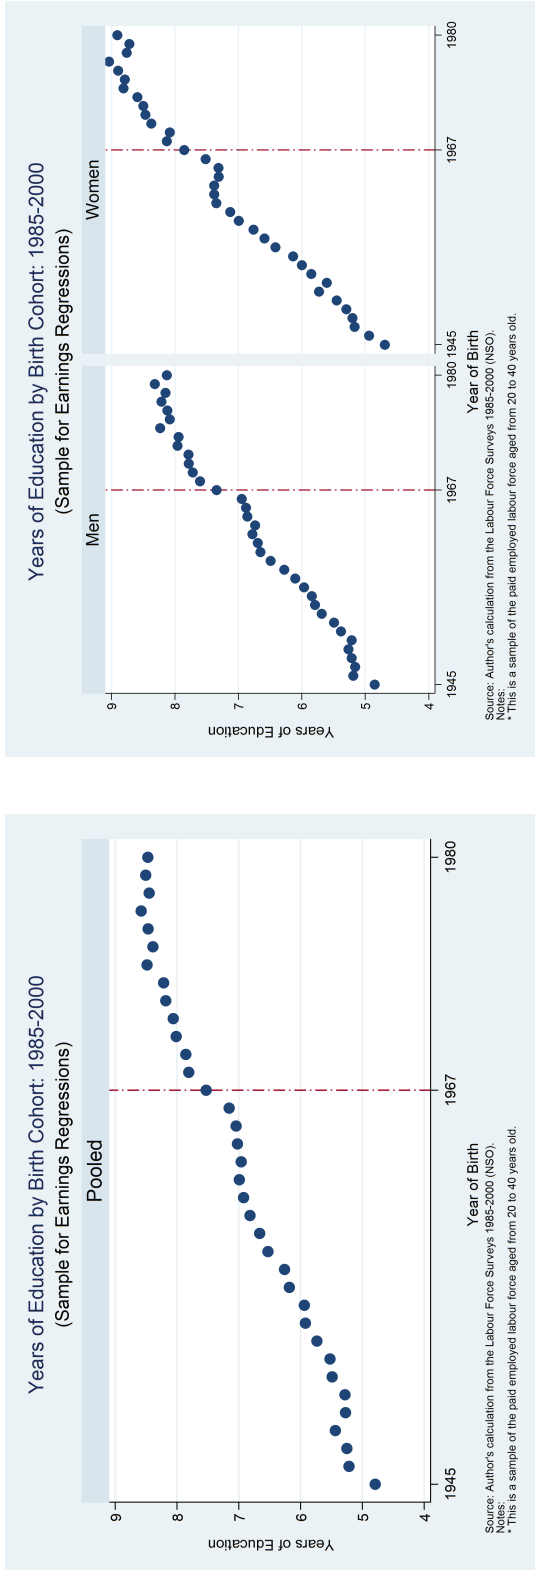 Years of Education by Birth Cohort: 1985-2000
(Sample for Earnings Regressions)
Pooled
9
8
7
6
5
4
Years of Education
1945
1967
1980
Year of Birth
Source: Author's calculation from the Labour Force Surveys 1985-2000 (NSO).
Notes:
* This is a sample of the paid employed labour force aged from 20 to 40 years old.
Years of Education by Birth Cohort: 1985-2000
(Sample for Earnings Regressions)
Men
Women
9
8
7
6
5
4
Years of Education
1945
1967
1980
1945
1967
1980
Year of Birth
Source: Author's calculation from the Labour Force Surveys 1985-2000 (NSO).
Notes:
* This is a sample of the paid employed labour force aged from 20 to 40 years old.